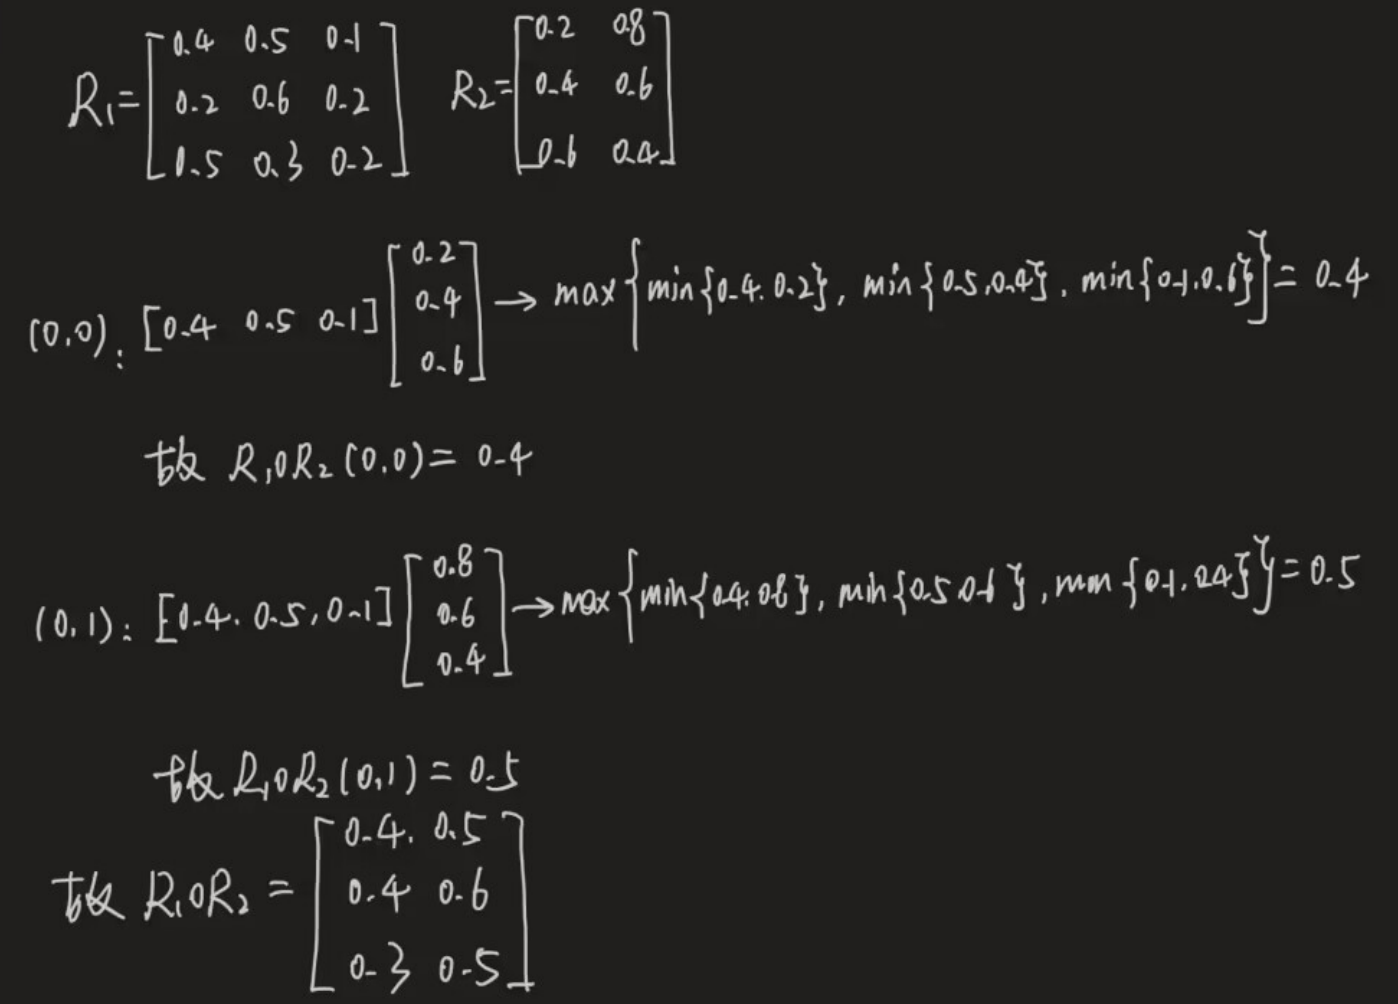 R₁= [0.4 0.5 0.1
0.2 0.6 0.2
0.5 0.3 0.2]
R₂= [0.2 0.8
0.4 0.6
0.6 0.4]
(0,0): [0.4 0.5 0.1] [0.2 0.4 0.6] → max{min{0.4. 0.2}, min{0.5,0.4}, min{0.1,0.6}} = 0.4
故 R₁OR₂(0,0)= 0.4
(0,1): [0.4. 0.5, 0.1] [0.8 0.6 0.4] → max{min{0.4. 0.8}, min{0.5 0.6}, min{0.1. 0.4}} = 0.5
故 R₁OR₂(0,1) = 0.5
故 R₁OR₂ = [0.4. 0.5
0.4 0.6
0.3 0.5]